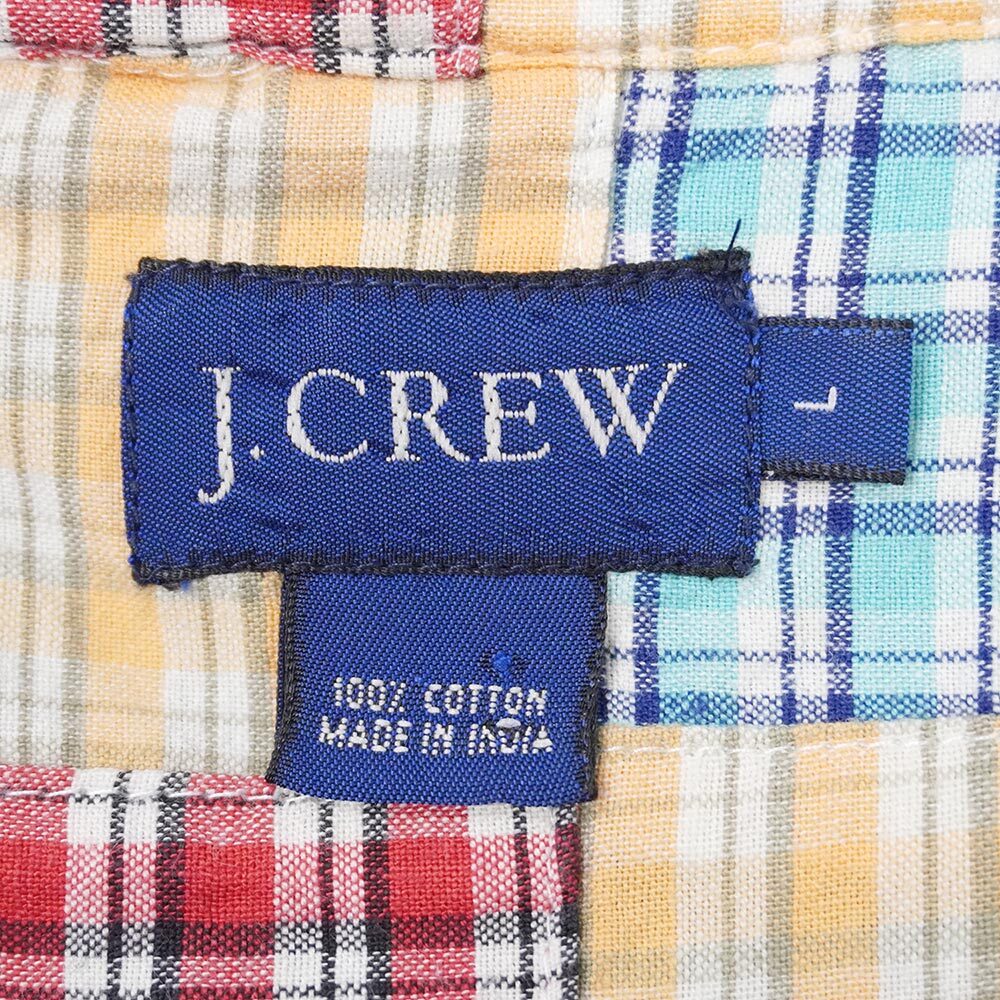 J.CREW
L
100% COTTON
MADE IN INDIA